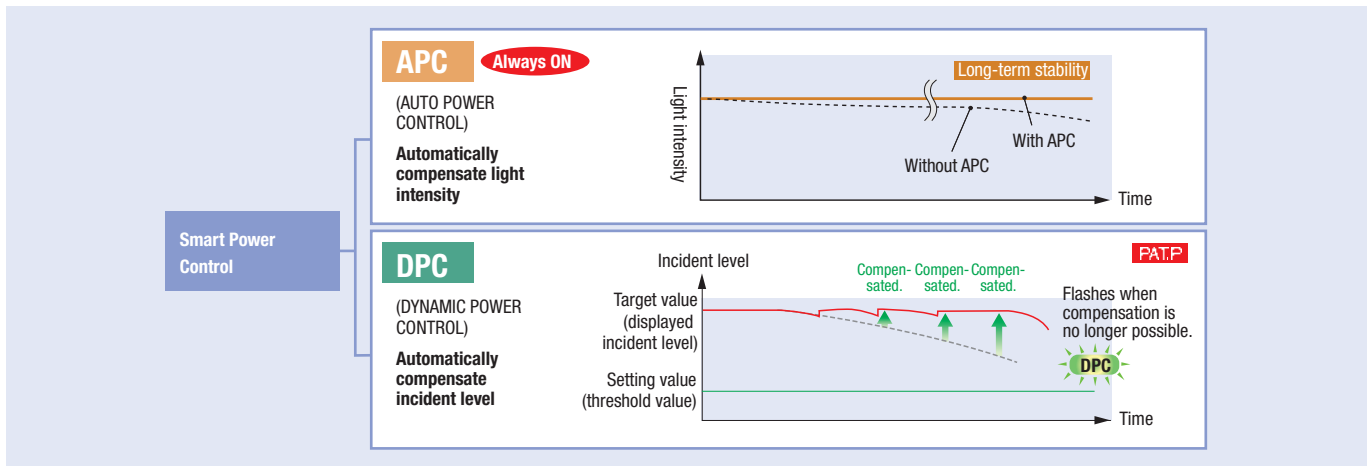 Smart Power
Control
APC
Always ON
(AUTO POWER
CONTROL)
Automatically
compensate light
intensity
Light intensity
Long-term stability
With APC
Without APC
Time
DPC
(DYNAMIC POWER
CONTROL)
Automatically
compensate
incident level
PAT.P
Incident level
Target value
(displayed
incident level)
Setting value
(threshold value)
Compen-
sated.
Compen-
sated.
Compen-
sated.
Flashes when
compensation is
no longer possible.
DPC
Time